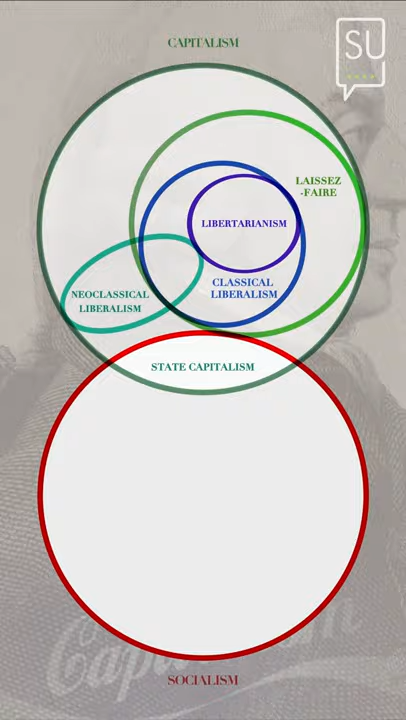 CAPITALISM
SU
LAISSEZ
-FAIRE
LIBERTARIANISM
CLASSICAL
LIBERALISM
NEOCLASSICAL
LIBERALISM
STATE CAPITALISM
SOCIALISM